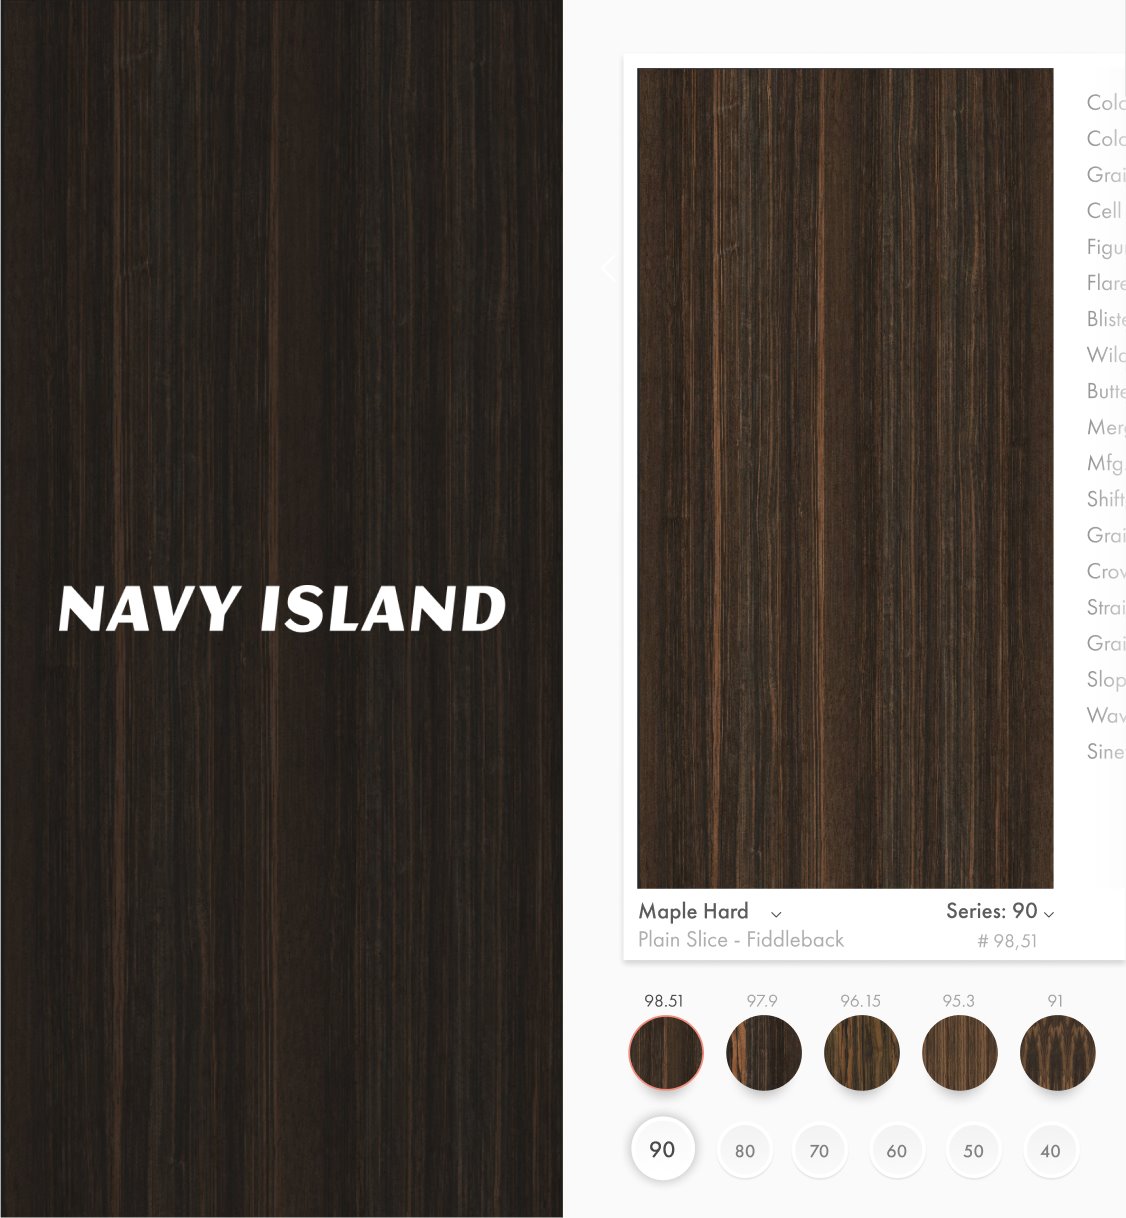 NAVY ISLAND
Colo
Colo
Grai
Cell
Figu
Flare
Bliste
Wild
Butte
Merg
Mfg.
Shift
Grai
Crov
Strai
Grai
Slop
Wav
Sine
Maple Hard
Series: 90
Plain Slice - Fiddleback
# 98,51
98.51 97.9 96.15 95.3 91
90 80 70 60 50 40